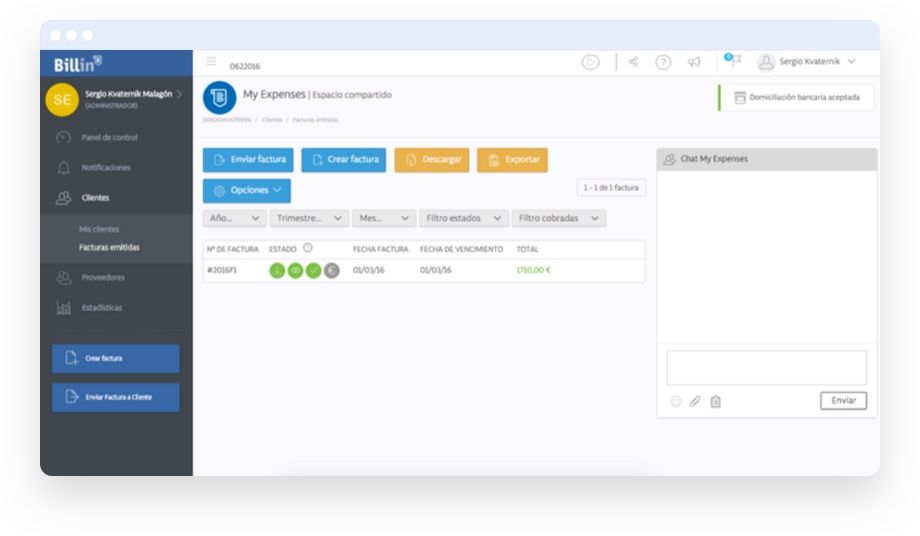 Billin
0622016
Sergio Kvaternik
SE
Sergio Kvaternik Malagón
(ADMINISTRADOR)
My Expenses | Espacio compartido
SERGIO KVATERNIK / Clientes / Facturas emitidas
Domiciliación bancaria aceptada
Panel de control
Notificaciones
Clientes
Mis clientes
Facturas emitidas
Proveedores
Estadísticas
Crear factura
Enviar Factura a Cliente
Enviar factura
Crear factura
Descargar
Exportar
Opciones
1 - 1 de 1 factura
Año...
Trimestre...
Mes...
Filtro estados
Filtro cobradas
Nº DE FACTURA ESTADO FECHA FACTURA FECHA DE VENCIMIENTO TOTAL
#2016F1 € 01/03/16 01/03/16 1710,00 €
Chat My Expenses
Enviar